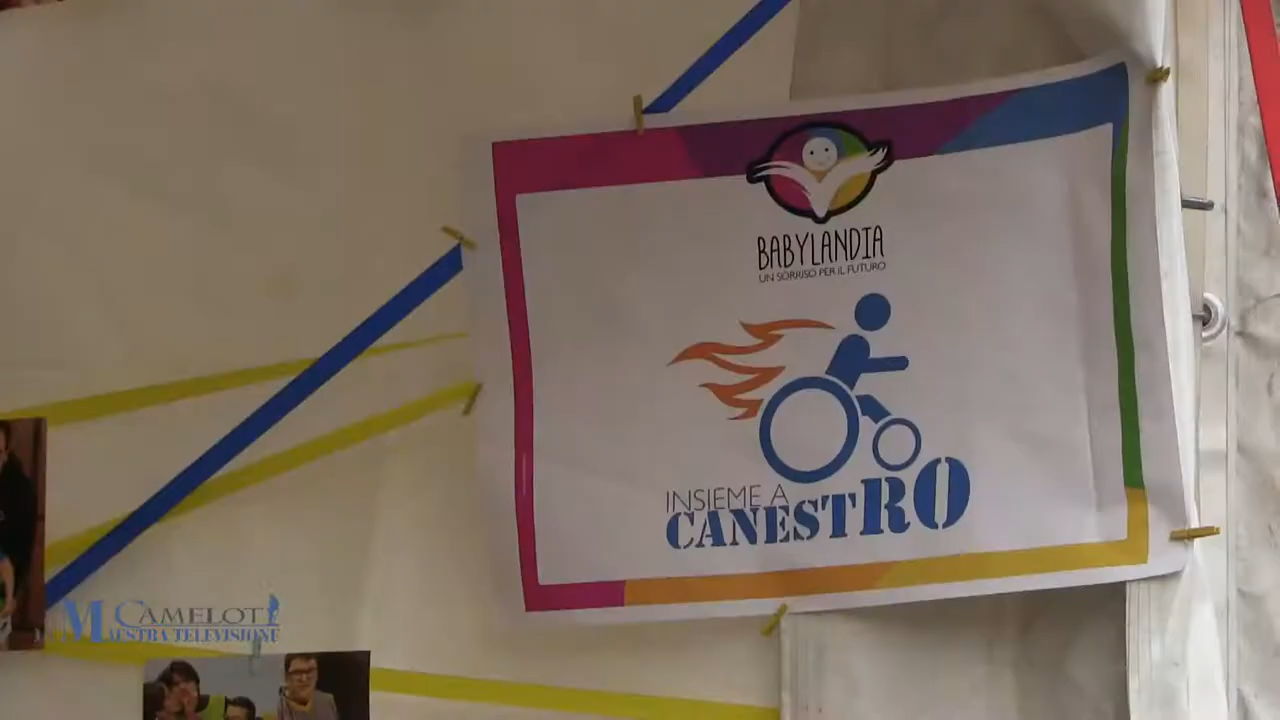 BABYLANDIA
UN SORRISO PER IL FUTURO
INSIEME A
CANESTRO
CAMELOT
MAESTRA TELEVISIONE